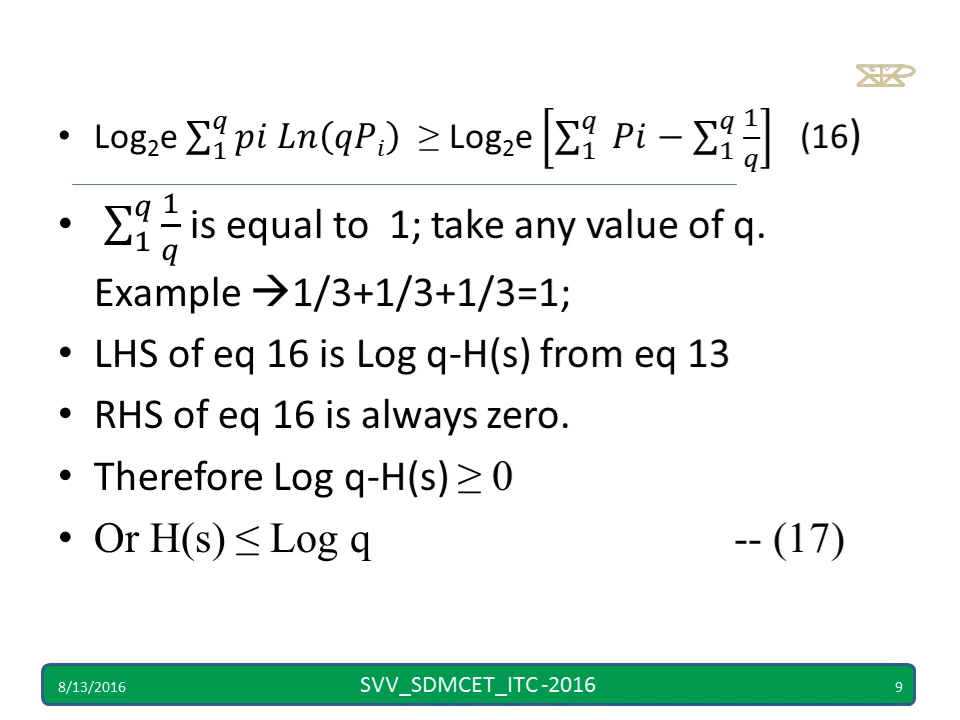 • Log₂e ∑₁^q pi Ln(qPᵢ) ≥ Log₂e [∑₁^q Pi − ∑₁^q 1/q] (16)
• ∑₁^q 1/q is equal to 1; take any value of q.
Example →1/3+1/3+1/3=1;
• LHS of eq 16 is Log q-H(s) from eq 13
• RHS of eq 16 is always zero.
• Therefore Log q-H(s) ≥ 0
• Or H(s) ≤ Log q -- (17)
8/13/2016 SVV_SDMCET_ITC -2016 9